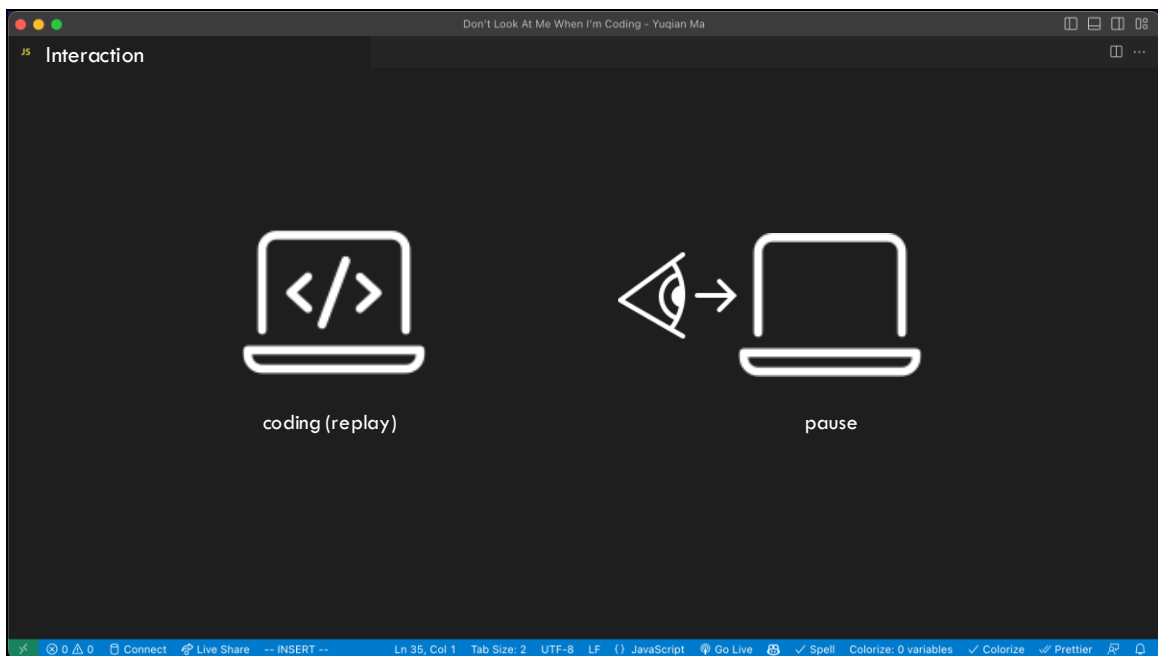 Don't Look At Me When I'm Coding - Yuqian Ma
JS Interaction
</>
coding (replay)
pause
0 0 Connect Live Share -- INSERT -- Ln 35, Col 1 Tab Size: 2 UTF-8 LF {} JavaScript Go Live Spell Colorize: 0 variables Colorize Prettier